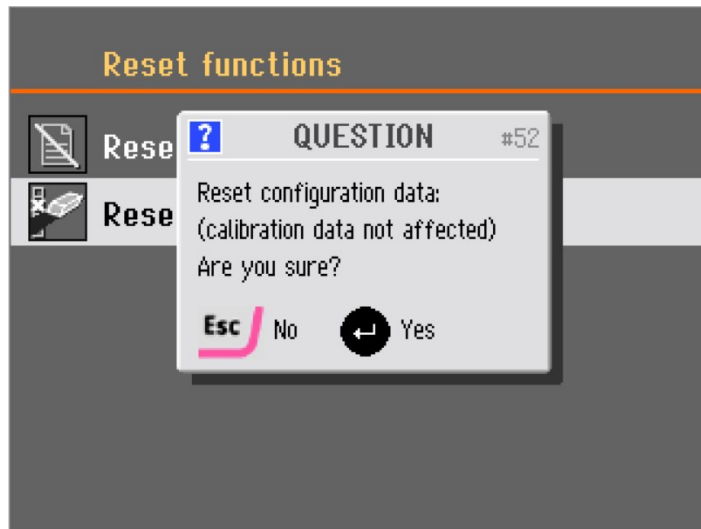 Reset functions
Rese
QUESTION #52
Rese
Reset configuration data:
(calibration data not affected)
Are you sure?
Esc No Yes